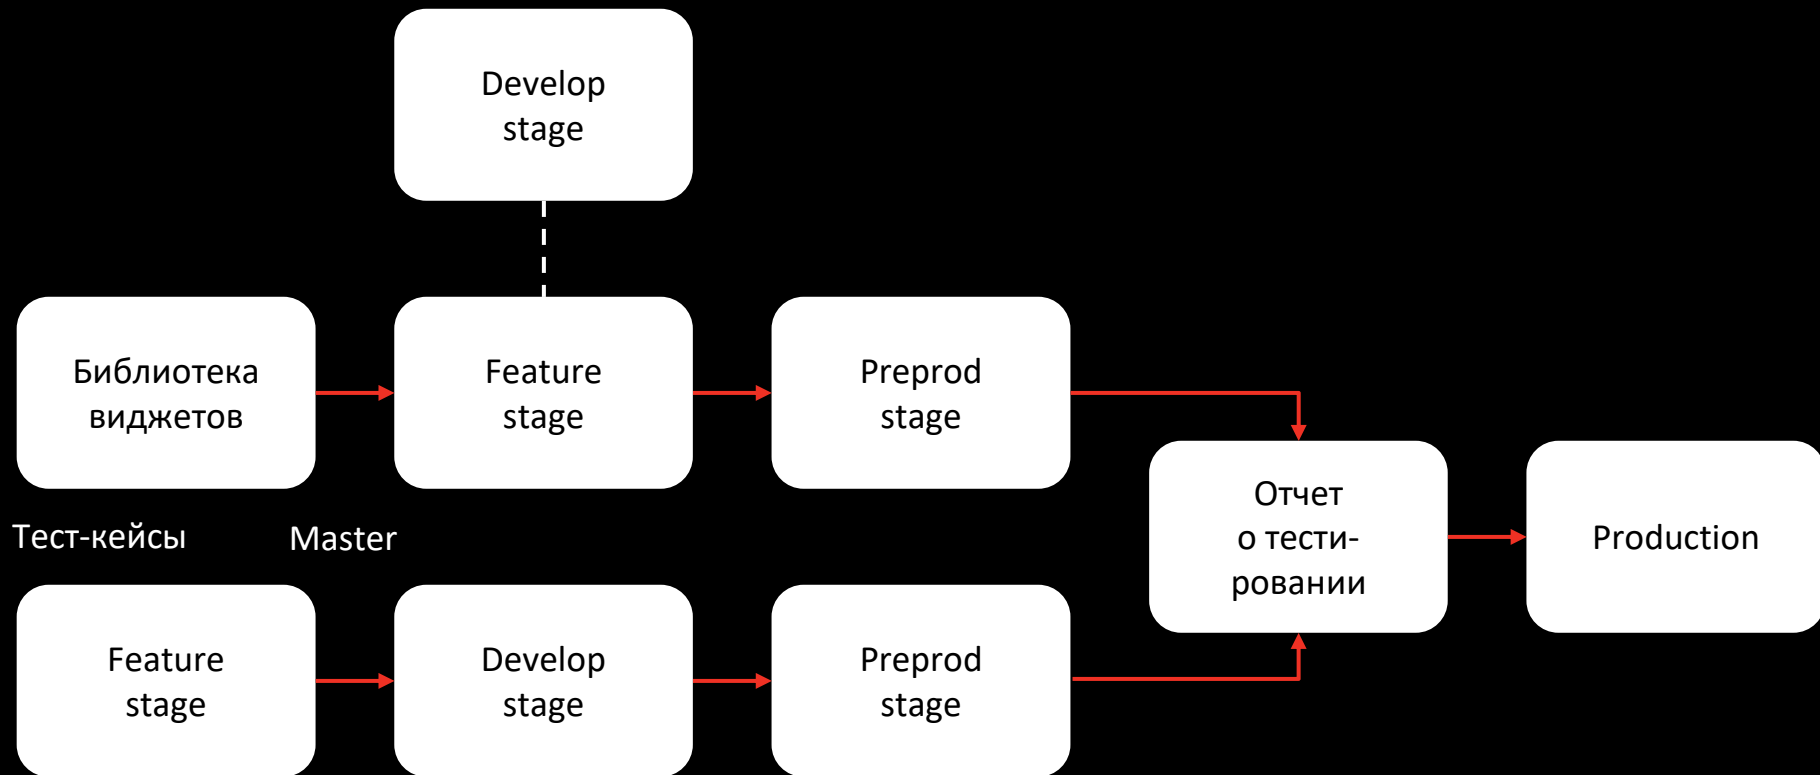 Develop
stage
Библиотека
виджетов
Feature
stage
Preprod
stage
Отчет
о тести-
ровании
Production
Тест-кейсы
Master
Feature
stage
Develop
stage
Preprod
stage